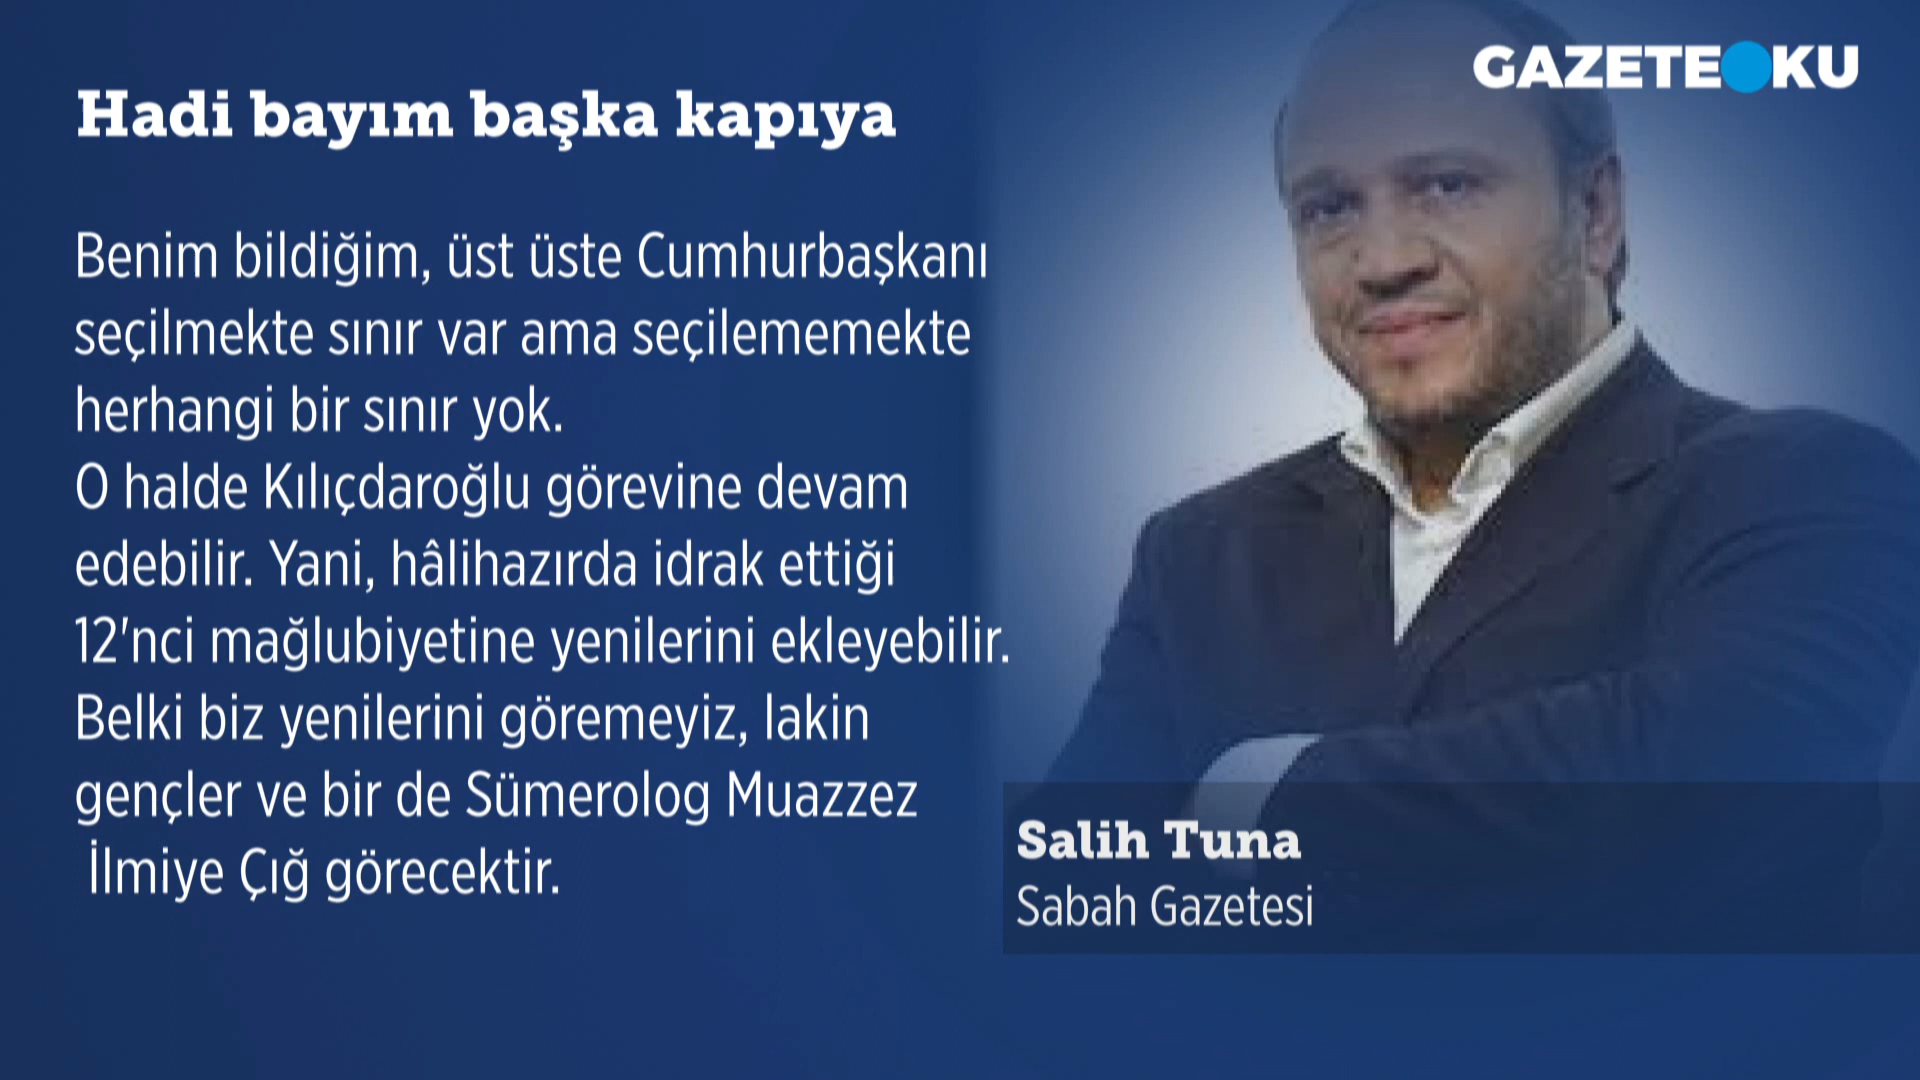 GAZETEOKU
Hadi bayım başka kapıya
Benim bildiğim, üst üste Cumhurbaşkanı
seçilmekte sınır var ama seçilememekte
herhangi bir sınır yok.
O halde Kılıçdaroğlu görevine devam
edebilir. Yani, hâlihazırda idrak ettiği
12'nci mağlubiyetine yenilerini ekleyebilir.
Belki biz yenilerini göremeyiz, lakin
gençler ve bir de Sümerolog Muazzez
İlmiye Çığ görecektir.
Salih Tuna
Sabah Gazetesi